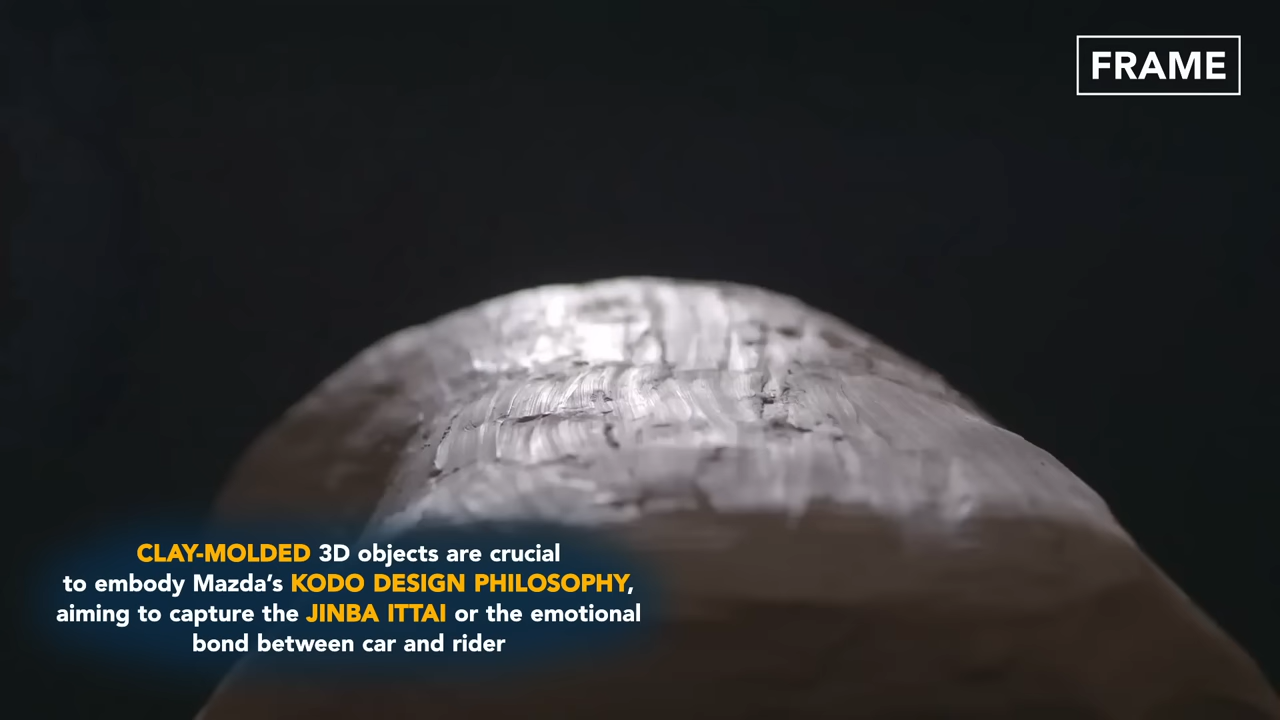 FRAME
CLAY-MOLDED 3D objects are crucial
to embody Mazda's KODO DESIGN PHILOSOPHY,
aiming to capture the JINBA ITTAI or the emotional
bond between car and rider